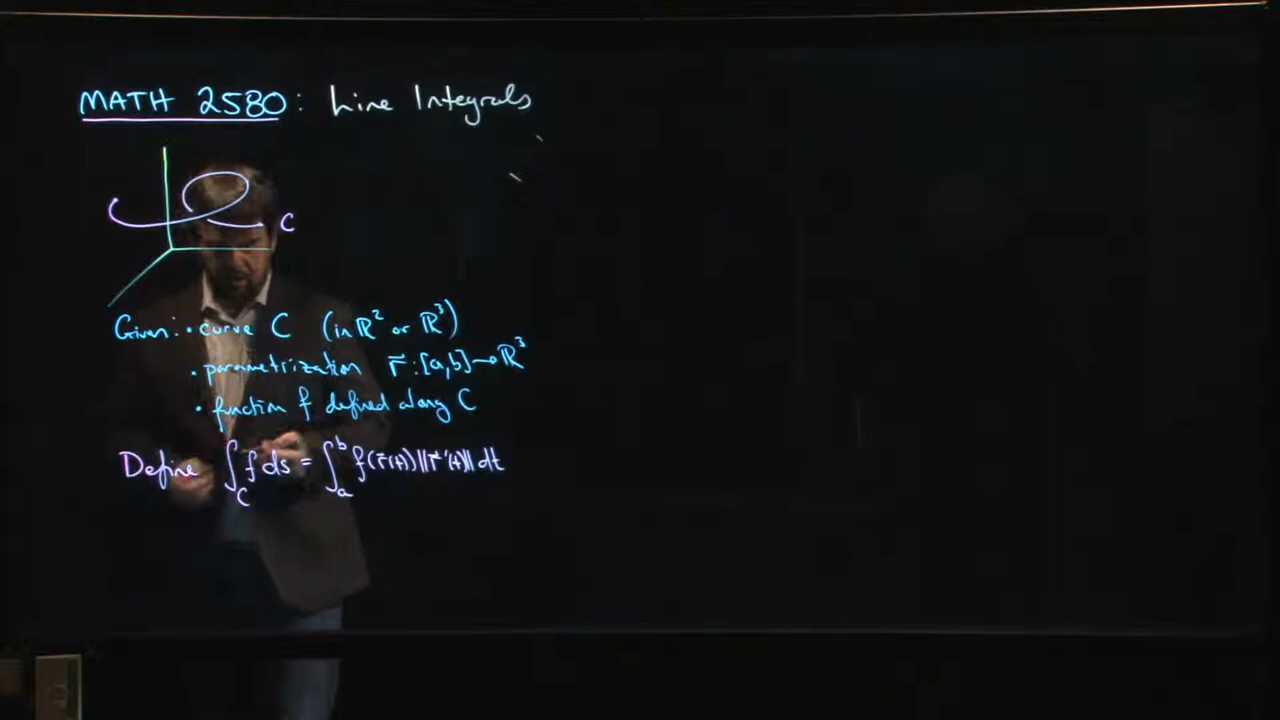 MATH 2580: Line Integrals
C
Given: • curve C (in ℝ² or ℝ³)
• parametrization r⃗ : [a,b] → ℝ³
• function f defined along C
Define ∫_C f ds = ∫_a^b f(r⃗(t)) ||r⃗'(t)|| dt